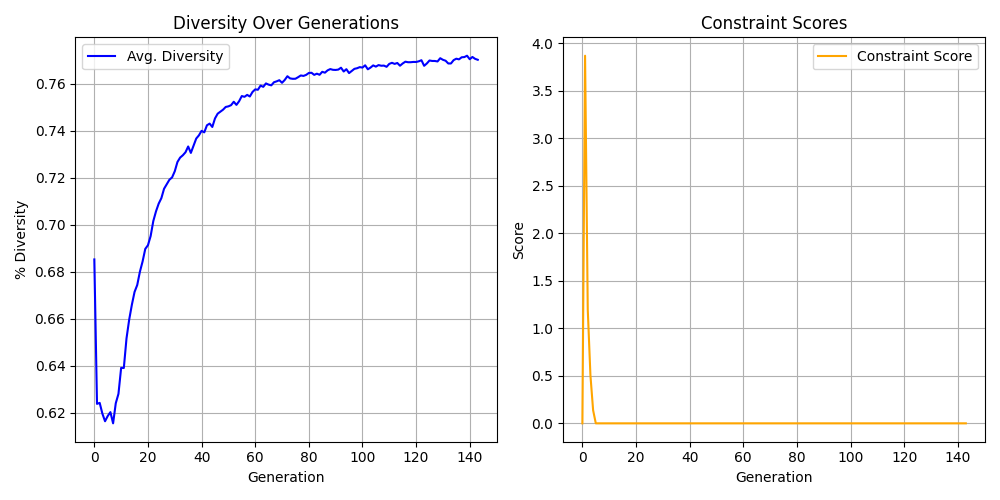 Diversity Over Generations
Avg. Diversity
% Diversity
0.76
0.74
0.72
0.70
0.68
0.66
0.64
0.62
0 20 40 60 80 100 120 140
Generation
Constraint Scores
Constraint Score
Score
4.0
3.5
3.0
2.5
2.0
1.5
1.0
0.5
0.0
0 20 40 60 80 100 120 140
Generation